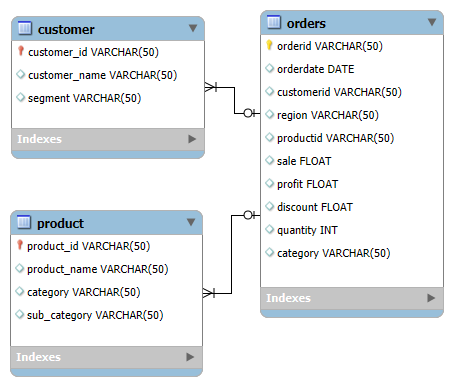 customer
customer_id VARCHAR(50)
customer_name VARCHAR(50)
segment VARCHAR(50)
Indexes
orders
orderid VARCHAR(50)
orderdate DATE
customerid VARCHAR(50)
region VARCHAR(50)
productid VARCHAR(50)
sale FLOAT
profit FLOAT
discount FLOAT
quantity INT
category VARCHAR(50)
Indexes
product
product_id VARCHAR(50)
product_name VARCHAR(50)
category VARCHAR(50)
sub_category VARCHAR(50)
Indexes